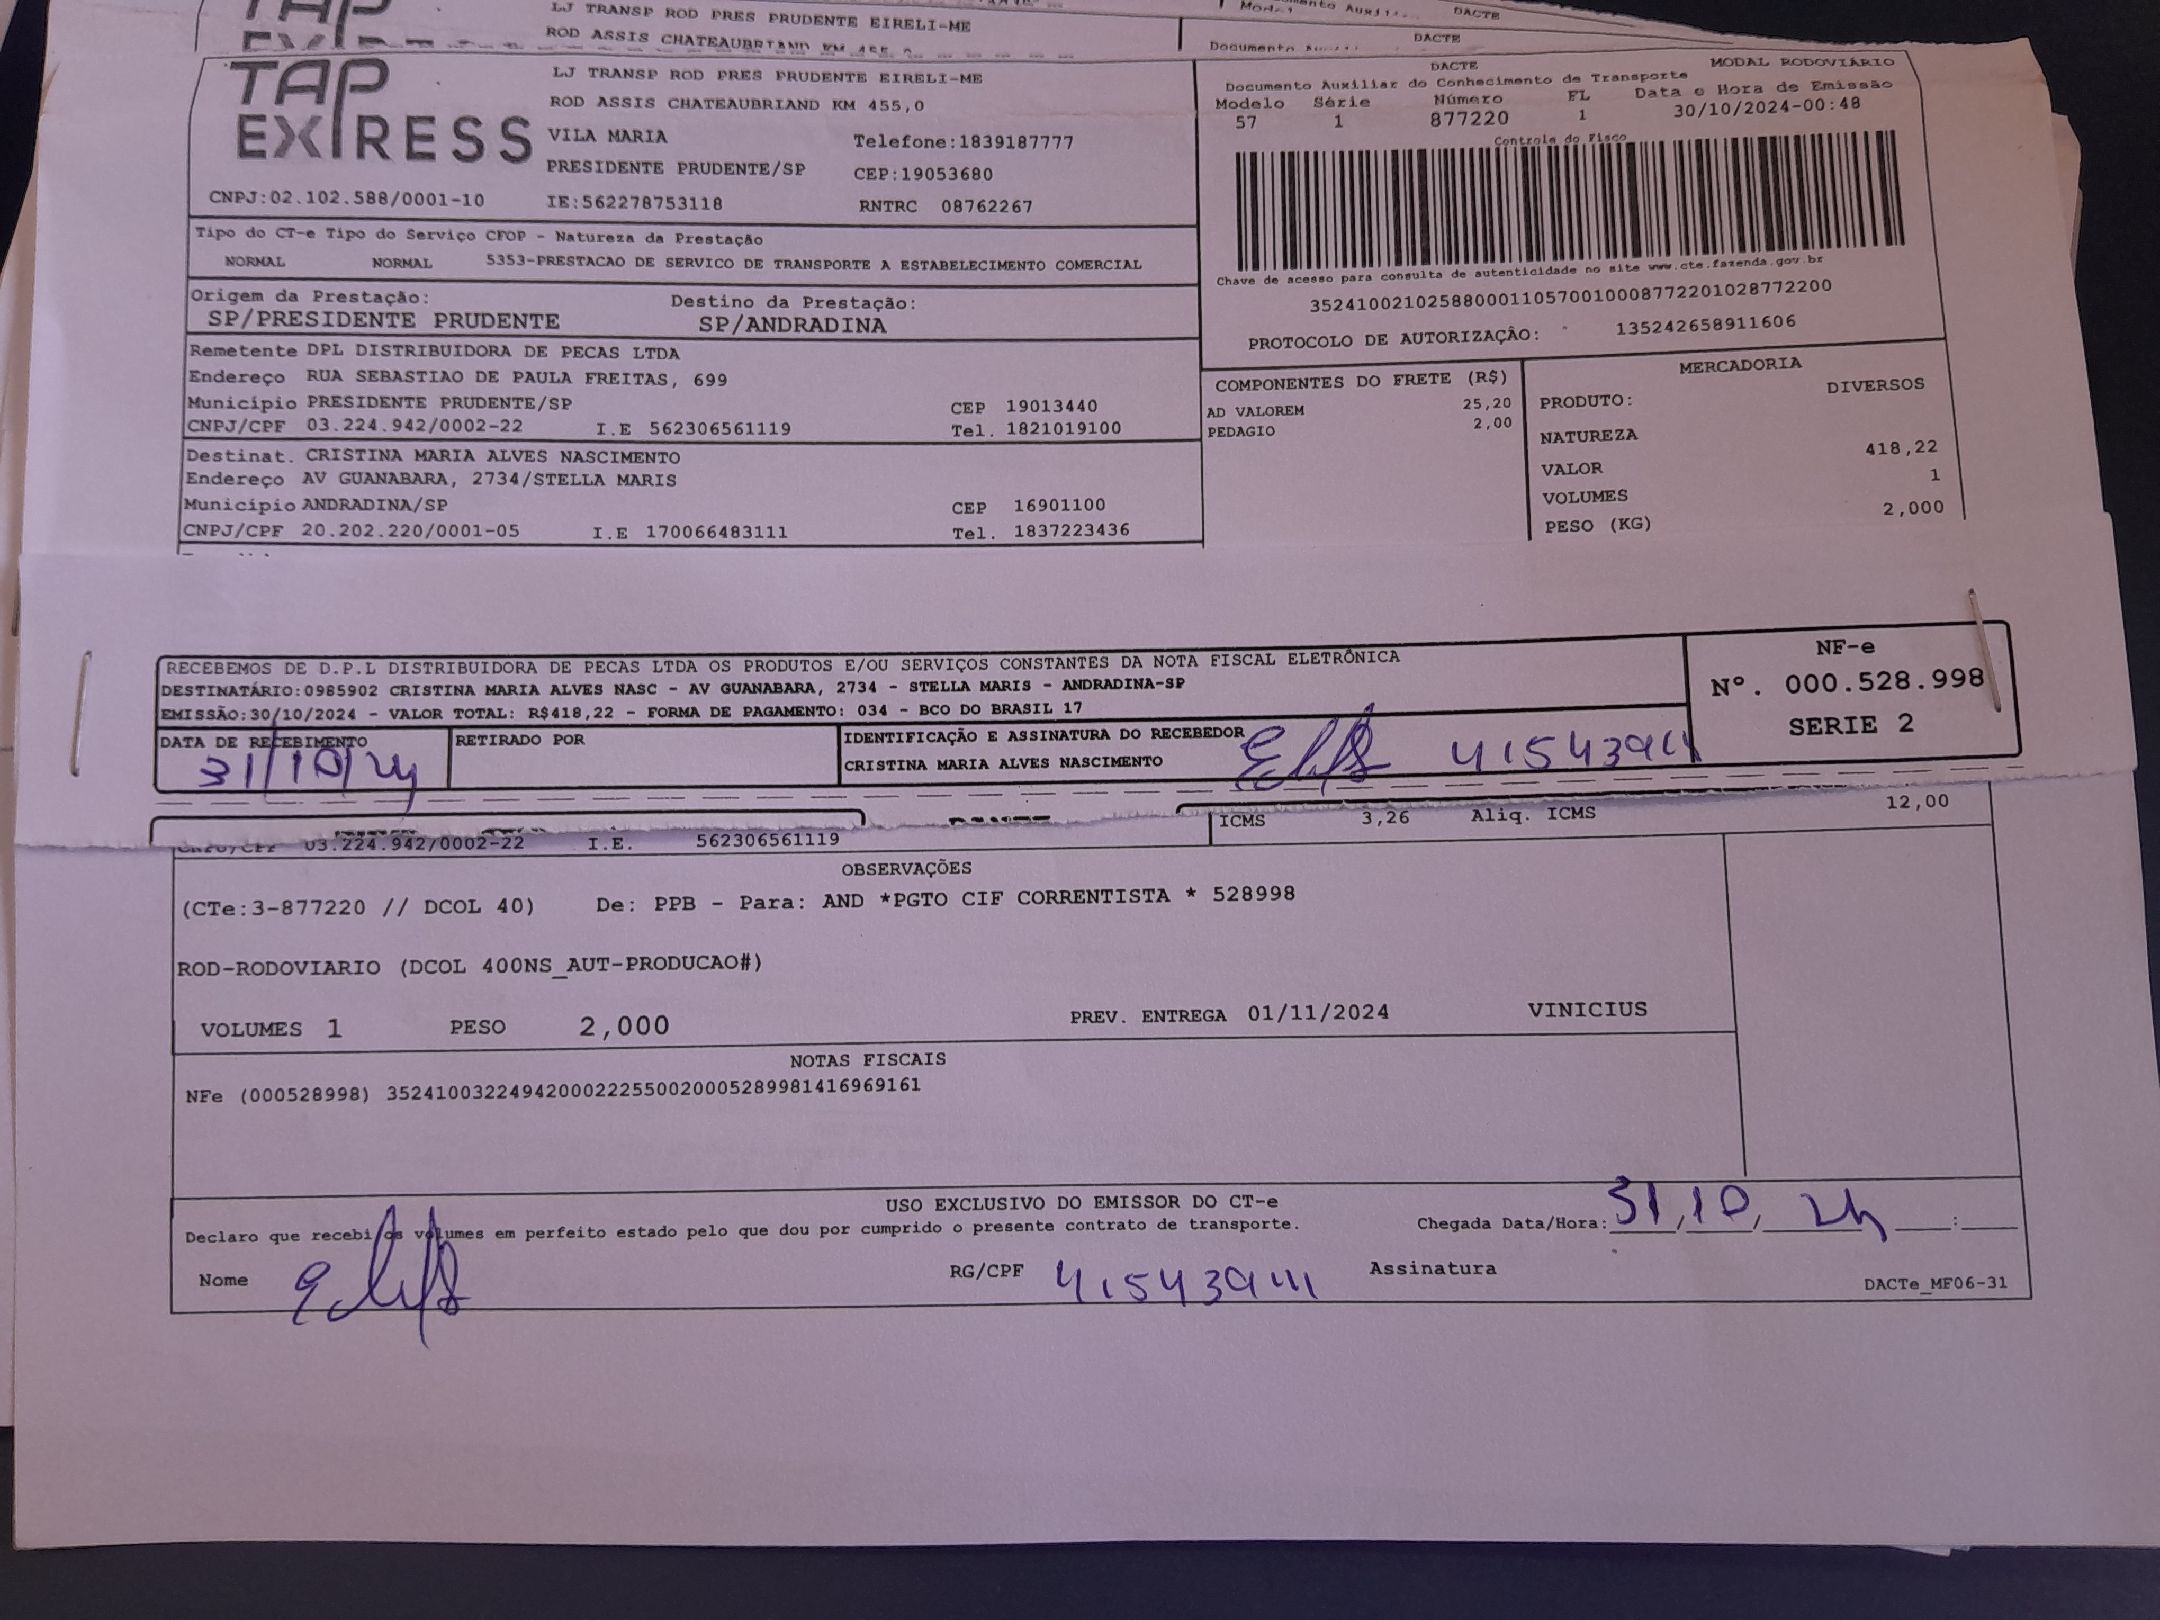 LJ TRANSP ROD PRES PRUDENTE EIRELI-ME
ROD ASSIS CHATEAUBRIAND KM 455,0
DACTE
DACTE
TAP EXPRESS
LJ TRANSP ROD PRES PRUDENTE EIRELI-ME
ROD ASSIS CHATEAUBRIAND KM 455,0
VILA MARIA Telefone:1839187777
PRESIDENTE PRUDENTE/SP CEP:19053680
CNPJ:02.102.588/0001-10 IE:562278753118 RNTRC 08762267
DACTE MODAL RODOVIÁRIO
Documento Auxiliar do Conhecimento de Transporte
Modelo Série Número FL Data e Hora de Emissão
57 1 877220 1 30/10/2024-00:48
Controle do Fisco
Chave de acesso para consulta de autenticidade no site www.cte.fazenda.gov.br
35241002102588000110570010008772201028772200
PROTOCOLO DE AUTORIZAÇÃO: 135242658911606
Tipo do CT-e Tipo do Serviço CFOP - Natureza da Prestação
NORMAL NORMAL 5353-PRESTACAO DE SERVICO DE TRANSPORTE A ESTABELECIMENTO COMERCIAL
Origem da Prestação: Destino da Prestação:
SP/PRESIDENTE PRUDENTE SP/ANDRADINA
Remetente DPL DISTRIBUIDORA DE PECAS LTDA
Endereço RUA SEBASTIAO DE PAULA FREITAS, 699
Município PRESIDENTE PRUDENTE/SP CEP 19013440
CNPJ/CPF 03.224.942/0002-22 I.E 562306561119 Tel. 1821019100
Destinat. CRISTINA MARIA ALVES NASCIMENTO
Endereço AV GUANABARA, 2734/STELLA MARIS
Município ANDRADINA/SP CEP 16901100
CNPJ/CPF 20.202.220/0001-05 I.E 170066483111 Tel. 1837223436
COMPONENTES DO FRETE (R$)
AD VALOREM 25,20
PEDAGIO 2,00
MERCADORIA
PRODUTO: DIVERSOS
NATUREZA
VALOR 418,22
VOLUMES 1
PESO (KG) 2,000
RECEBEMOS DE D.P.L DISTRIBUIDORA DE PECAS LTDA OS PRODUTOS E/OU SERVIÇOS CONSTANTES DA NOTA FISCAL ELETRÔNICA
DESTINATÁRIO:0985902 CRISTINA MARIA ALVES NASC - AV GUANABARA, 2734 - STELLA MARIS - ANDRADINA-SP
EMISSÃO:30/10/2024 - VALOR TOTAL: R$418,22 - FORMA DE PAGAMENTO: 034 - BCO DO BRASIL 17
NF-e
Nº. 000.528.998
SERIE 2
DATA DE RECEBIMENTO
31/10/24
RETIRADO POR
IDENTIFICAÇÃO E ASSINATURA DO RECEBEDOR
CRISTINA MARIA ALVES NASCIMENTO
ICMS 3,26 Aliq. ICMS 12,00
CNPJ/CPF 03.224.942/0002-22 I.E. 562306561119
OBSERVAÇÕES
(CTe:3-877220 // DCOL 40) De: PPB - Para: AND *PGTO CIF CORRENTISTA * 528998
ROD-RODOVIARIO (DCOL 400NS_AUT-PRODUCAO#)
VOLUMES 1 PESO 2,000 PREV. ENTREGA 01/11/2024 VINICIUS
NOTAS FISCAIS
NFe (000528998) 35241003224942000222550020005289981416969161
USO EXCLUSIVO DO EMISSOR DO CT-e
Declaro que recebi os volumes em perfeito estado pelo que dou por cumprido o presente contrato de transporte. Chegada Data/Hora: 31/10/24 :
Nome RG/CPF Assinatura
DACTe_MF06-31